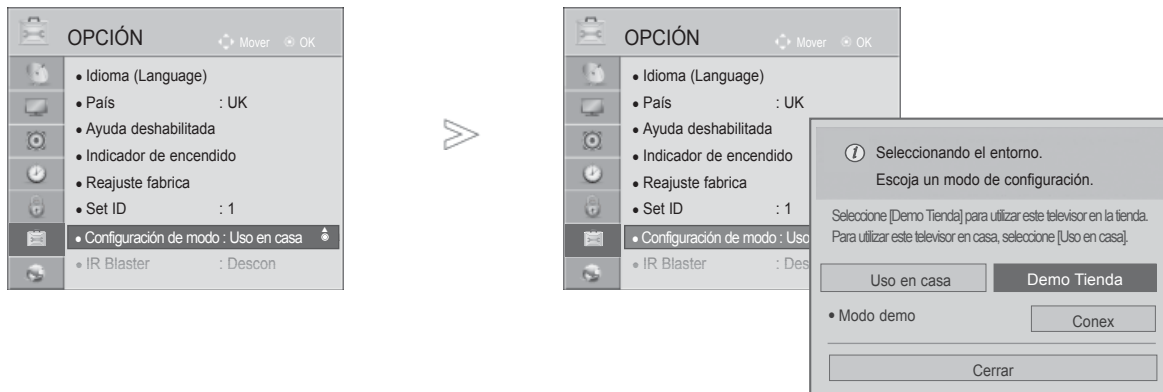 OPCIÓN Mover OK
• Idioma (Language)
• País : UK
• Ayuda deshabilitada
• Indicador de encendido
• Reajuste fabrica
• Set ID : 1
• Configuración de modo : Uso en casa
• IR Blaster : Descon
OPCIÓN Mover OK
• Idioma (Language)
• País : UK
• Ayuda deshabilitada
• Indicador de encendido
• Reajuste fabrica
• Set ID : 1
• Configuración de modo : Uso
• IR Blaster : Des
Seleccionando el entorno.
Escoja un modo de configuración.
Seleccione [Demo Tienda] para utilizar este televisor en la tienda.
Para utilizar este televisor en casa, seleccione [Uso en casa].
Uso en casa Demo Tienda
• Modo demo Conex
Cerrar